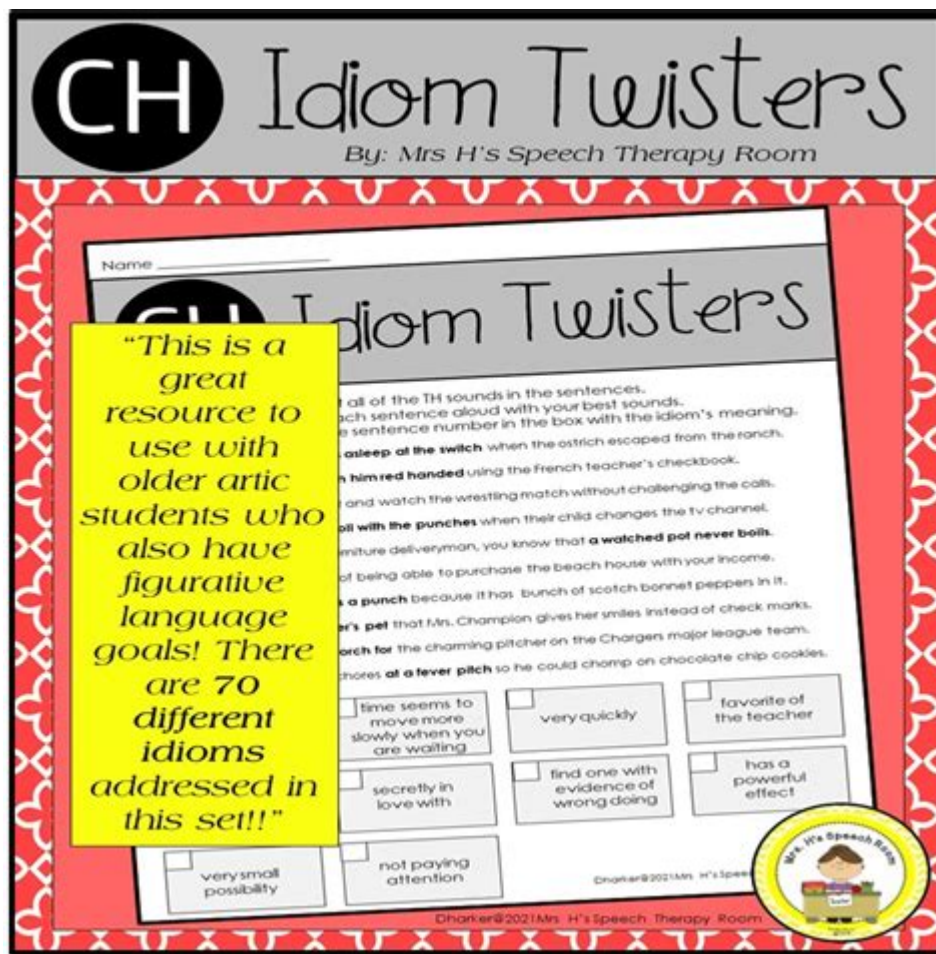 CH Idiom Twisters
By: Mrs H's Speech Therapy Room
Name
Idiom Twisters
all of the TH sounds in the sentences.
sentence aloud with your best sounds.
sentence number in the box with the idiom's meaning.
asleep at the switch when the ostrich escaped from the ranch.
him red handed using the French teacher's checkbook.
and watch the wrestling match without challenging the calls.
with the punches when their child changes the tv channel.
deliveryman, you know that a watched pot never boils.
of being able to purchase the beach house with your income.
a punch because it has bunch of scotch bonnet peppers in it.
pet that Mrs. Champion gives her smiles instead of check marks.
for the charming pitcher on the Chargers major league team.
chores at a fever pitch so he could chomp on chocolate chip cookies.
"This is a
great
resource to
use with
older artic
students who
also have
figurative
language
goals! There
are 70
different
idioms
addressed in
this set!!"
time seems to
move more
slowly when you
are waiting
very quickly
favorite of
the teacher
secretly in
love with
find one with
evidence of
wrong doing
has a
powerful
effect
very small
possibility
not paying
attention
Dharker@2021Mrs H's
Mrs. H's Speech Room
Dharker@2021Mrs H's Speech Therapy Room